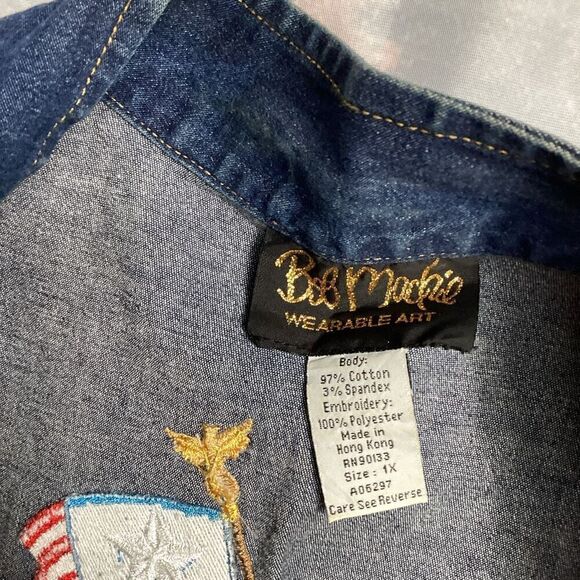 Bob Mackie
WEARABLE ART
Body:
97% Cotton
3% Spandex
Embroidery:
100% Polyester
Made in
Hong Kong
RN90133
Size : 1X
A06297
Care See Reverse